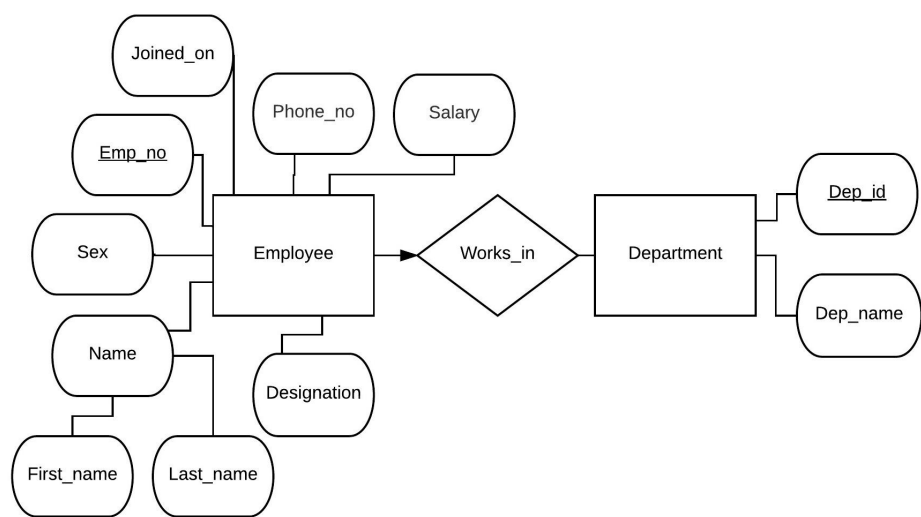 Joined_on
Phone_no
Salary
Emp_no
Dep_id
Sex
Employee
Works_in
Department
Dep_name
Name
Designation
First_name
Last_name